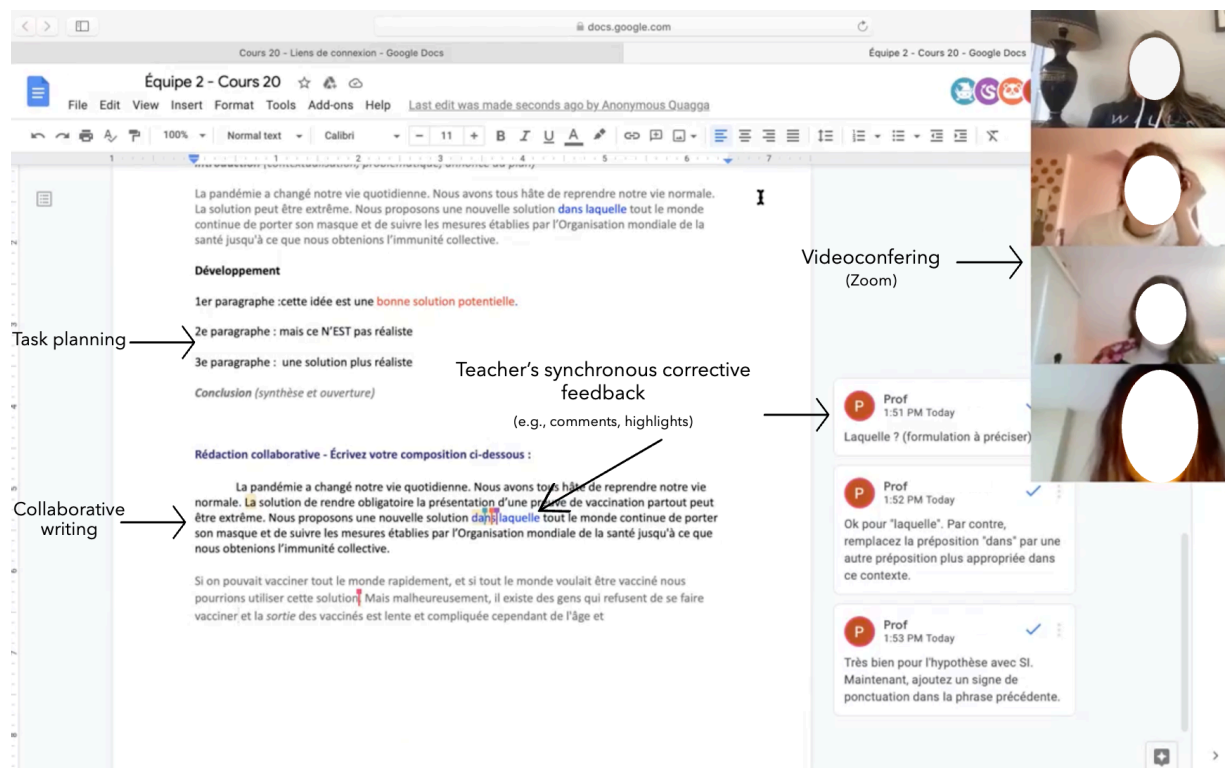 docs.google.com
Cours 20 - Liens de connexion - Google Docs
Équipe 2 - Cours 20 - Google Docs
Équipe 2 - Cours 20
File Edit View Insert Format Tools Add-ons Help Last edit was made seconds ago by Anonymous Quagga
100% Normal text Calibri 11 B I U A
1 1 2 3 4 5 6 7
Introduction (contextualisation, problématique, annonce du plan)
La pandémie a changé notre vie quotidienne. Nous avons tous hâte de reprendre notre vie normale.
La solution peut être extrême. Nous proposons une nouvelle solution dans laquelle tout le monde
continue de porter son masque et de suivre les mesures établies par l'Organisation mondiale de la
santé jusqu'à ce que nous obtenions l'immunité collective.
Développement
1er paragraphe :cette idée est une bonne solution potentielle.
2e paragraphe : mais ce N'EST pas réaliste
3e paragraphe : une solution plus réaliste
Conclusion (synthèse et ouverture)
Rédaction collaborative - Écrivez votre composition ci-dessous :
La pandémie a changé notre vie quotidienne. Nous avons tous hâte de reprendre notre vie
normale. La solution de rendre obligatoire la présentation d'une preuve de vaccination partout peut
être extrême. Nous proposons une nouvelle solution dans laquelle tout le monde continue de porter
son masque et de suivre les mesures établies par l'Organisation mondiale de la santé jusqu'à ce que
nous obtenions l'immunité collective.
Si on pouvait vacciner tout le monde rapidement, et si tout le monde voulait être vacciné nous
pourrions utiliser cette solution. Mais malheureusement, il existe des gens qui refusent de se faire
vacciner et la sortie des vaccinés est lente et compliquée cependant de l'âge et
Task planning
Collaborative
writing
Teacher's synchronous corrective
feedback
(e.g., comments, highlights)
Videoconfering
(Zoom)
P
Prof
1:51 PM Today
Laquelle ? (formulation à préciser)
P
Prof
1:52 PM Today
Ok pour "laquelle". Par contre,
remplacez la préposition "dans" par une
autre préposition plus appropriée dans
ce contexte.
P
Prof
1:53 PM Today
Très bien pour l'hypothèse avec SI.
Maintenant, ajoutez un signe de
ponctuation dans la phrase précédente.